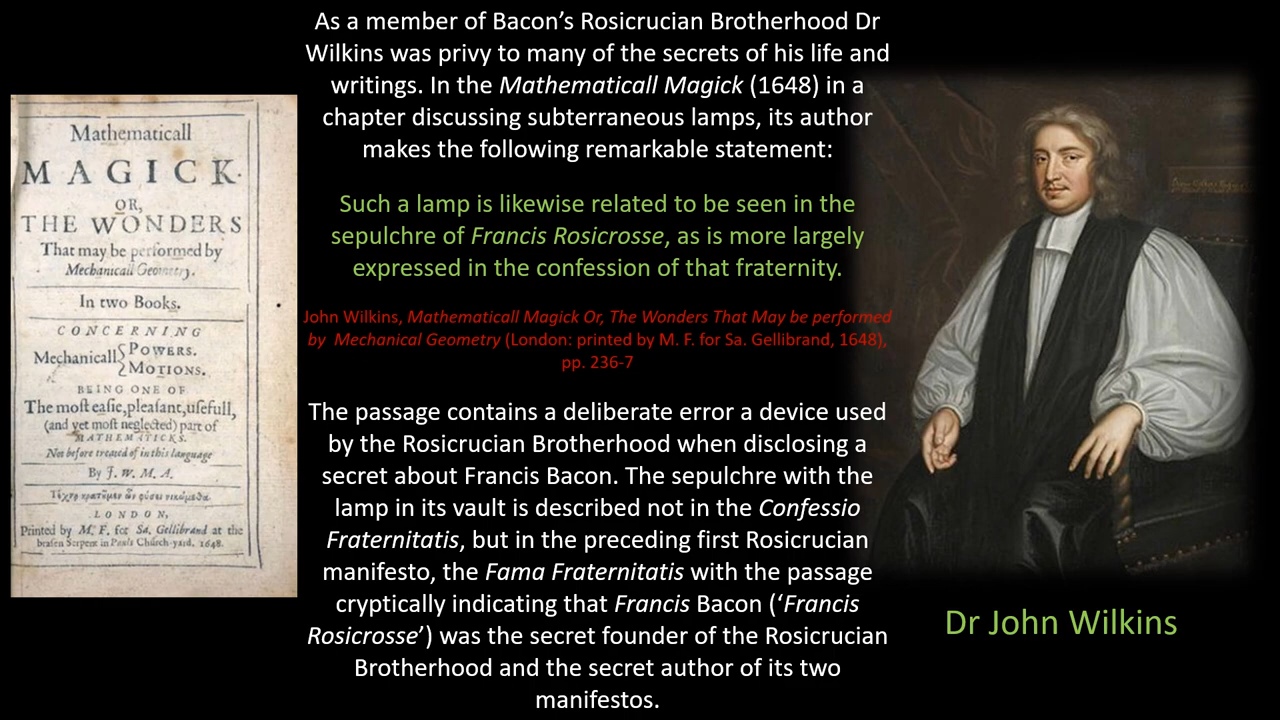 Mathematicall
MAGICK.
OR,
THE WONDERS
That may be performed by
Mechanicall Geometry.
In two Books.
CONCERNING
Mechanicall { POWERS.
MOTIONS.
BEING ONE OF
The most easie, pleasant, usefull,
(and yet most neglected) part of
MATHEMATICKS.
Not before treated of in this language
By J. W. M. A.
LONDON,
Printed by M. F. for Sa. Gellibrand at the
brasen Serpent in Pauls Church-yard. 1648.
As a member of Bacon’s Rosicrucian Brotherhood Dr
Wilkins was privy to many of the secrets of his life and
writings. In the Mathematicall Magick (1648) in a
chapter discussing subterraneous lamps, its author
makes the following remarkable statement:
Such a lamp is likewise related to be seen in the
sepulchre of Francis Rosicrosse, as is more largely
expressed in the confession of that fraternity.
John Wilkins, Mathematicall Magick Or, The Wonders That May be performed
by Mechanical Geometry (London: printed by M. F. for Sa. Gellibrand, 1648),
pp. 236-7
The passage contains a deliberate error a device used
by the Rosicrucian Brotherhood when disclosing a
secret about Francis Bacon. The sepulchre with the
lamp in its vault is described not in the Confessio
Fraternitatis, but in the preceding first Rosicrucian
manifesto, the Fama Fraternitatis with the passage
cryptically indicating that Francis Bacon (‘Francis
Rosicrosse’) was the secret founder of the Rosicrucian
Brotherhood and the secret author of its two
manifestos.
Dr John Wilkins